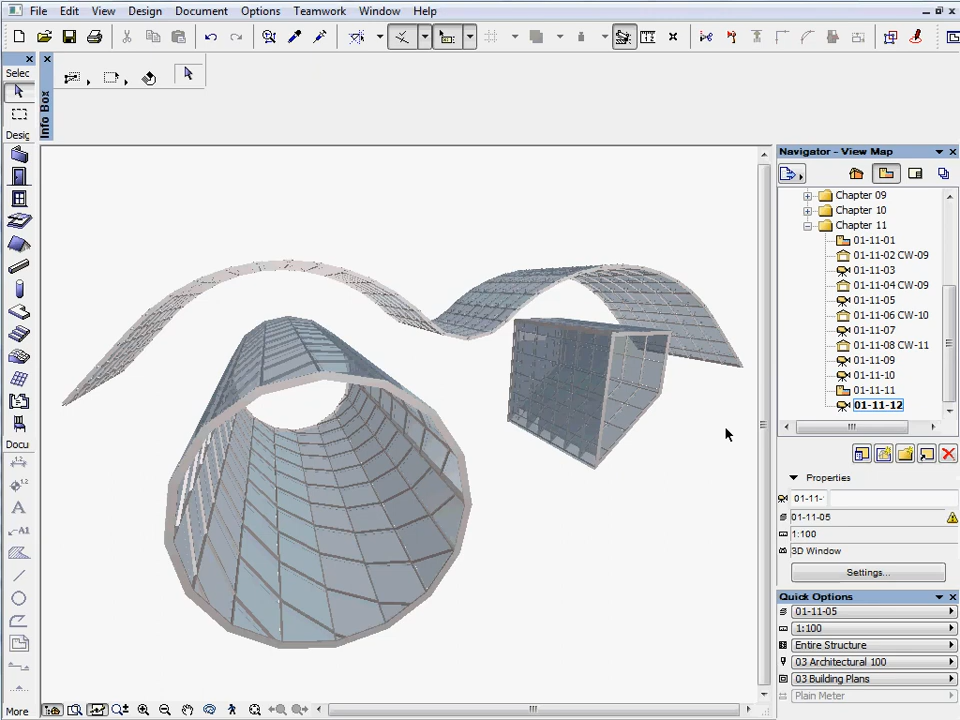 File Edit View Design Document Options Teamwork Window Help
Selec
Info Box
Desig
Docu
A1
More
Navigator - View Map
Chapter 09
Chapter 10
Chapter 11
01-11-01
01-11-02 CW-09
01-11-03
01-11-04 CW-09
01-11-05
01-11-06 CW-10
01-11-07
01-11-08 CW-11
01-11-09
01-11-10
01-11-11
01-11-12
Properties
01-11-
01-11-05
1:100
3D Window
Settings...
Quick Options
01-11-05
1:100
Entire Structure
03 Architectural 100
03 Building Plans
Plain Meter